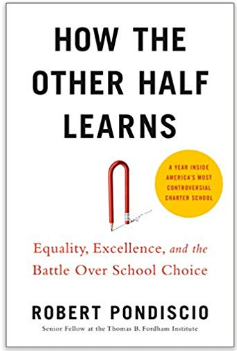 HOW THE
OTHER HALF
LEARNS
A YEAR INSIDE
AMERICA'S MOST
CONTROVERSIAL
CHARTER SCHOOL
Equality, Excellence, and the
Battle Over School Choice
ROBERT PONDISCIO
Senior Fellow at the Thomas B. Fordham Institute